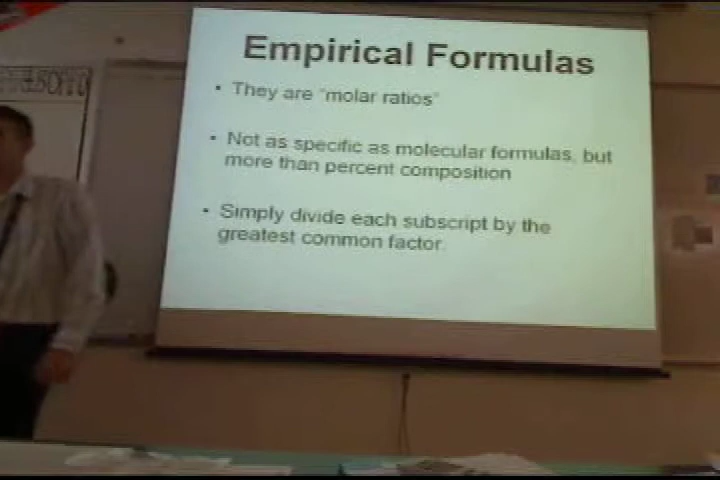 Empirical Formulas
• They are "molar ratios"
• Not as specific as molecular formulas, but
more than percent composition
• Simply divide each subscript by the
greatest common factor.